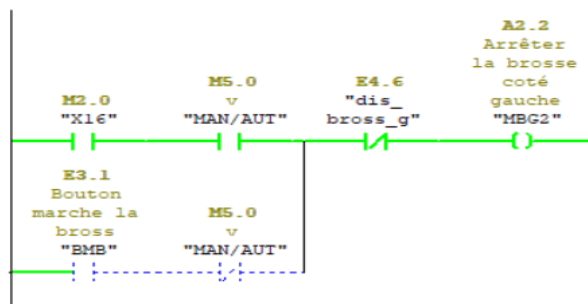 A2.2
Arrêter
la brosse
coté
gauche
"MBG2"
E4.6
"dis_
bross_g"
M5.0
v
"MAN/AUT"
M2.0
"X16"
E3.1
Bouton
marche la
bross
"BMB"
M5.0
v
"MAN/AUT"